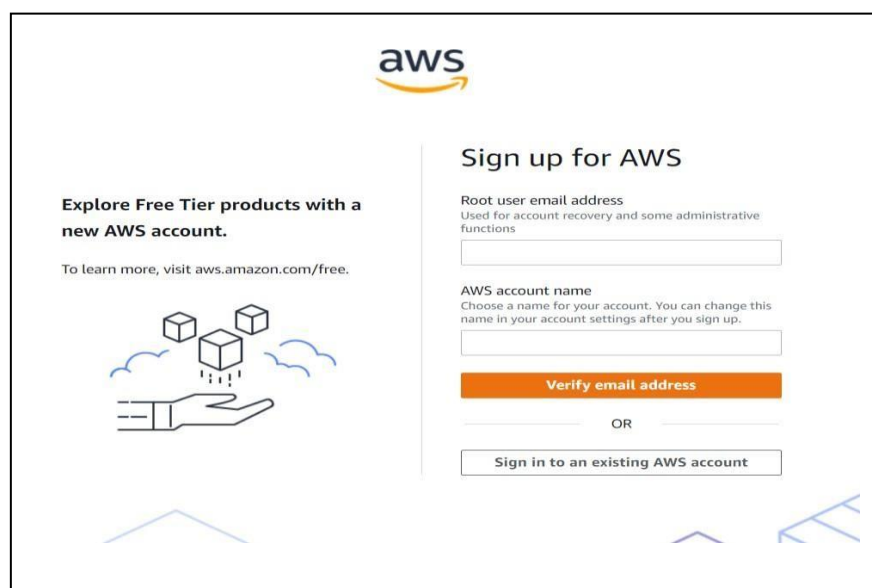 aws
Explore Free Tier products with a
new AWS account.
To learn more, visit aws.amazon.com/free.
Sign up for AWS
Root user email address
Used for account recovery and some administrative
functions
AWS account name
Choose a name for your account. You can change this
name in your account settings after you sign up.
Verify email address
OR
Sign in to an existing AWS account